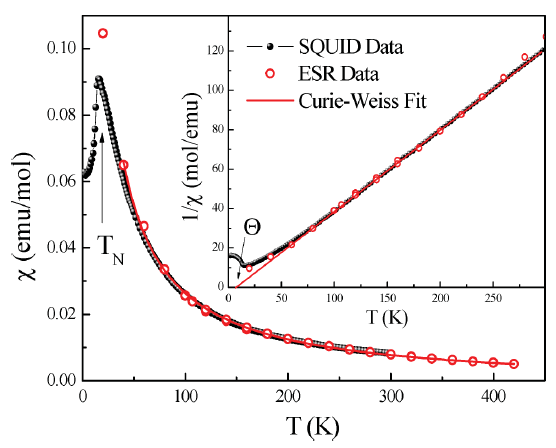 0.10
0.08
0.06
0.04
0.02
0.00
χ (emu/mol)
0
100
200
300
400
T (K)
T_N
120
100
80
60
40
20
0
1/χ (mol/emu)
0
50
100
150
200
250
T (K)
SQUID Data
ESR Data
Curie-Weiss Fit
Θ